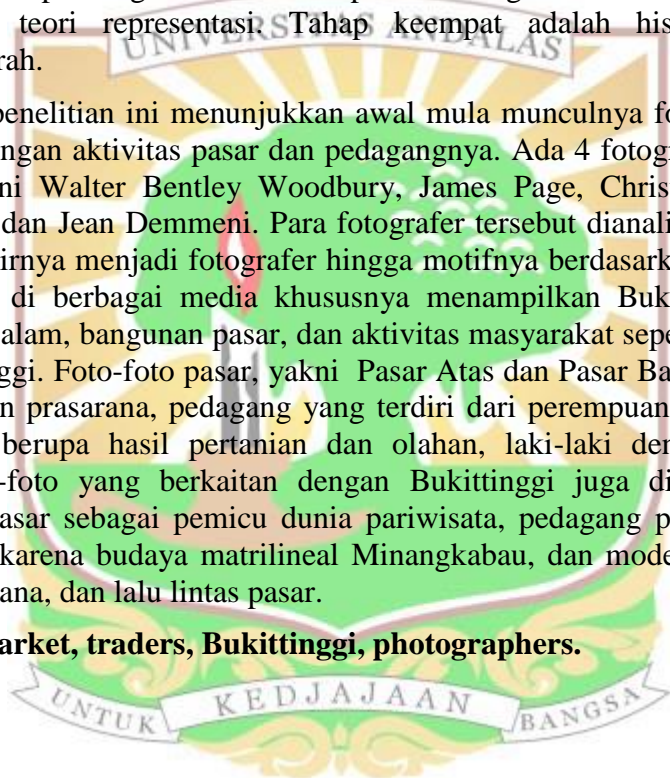 teori representasi. Tahap keempat adalah his
UNIVERSITAS ANDALAS
rah.
penelitian ini menunjukkan awal mula munculnya fo
ngan aktivitas pasar dan pedagangnya. Ada 4 fotogr
ni Walter Bentley Woodbury, James Page, Chris
dan Jean Demmeni. Para fotografer tersebut dianali
irnya menjadi fotografer hingga motifnya berdasark
di berbagai media khususnya menampilkan Buk
alam, bangunan pasar, dan aktivitas masyarakat sepe
ggi. Foto-foto pasar, yakni Pasar Atas dan Pasar Ba
n prasarana, pedagang yang terdiri dari perempuan
berupa hasil pertanian dan olahan, laki-laki den
-foto yang berkaitan dengan Bukittinggi juga di
asar sebagai pemicu dunia pariwisata, pedagang p
karena budaya matrilineal Minangkabau, dan mode
ana, dan lalu lintas pasar.
arket, traders, Bukittinggi, photographers.
UNTUK KEDJAJAAN BANGSA